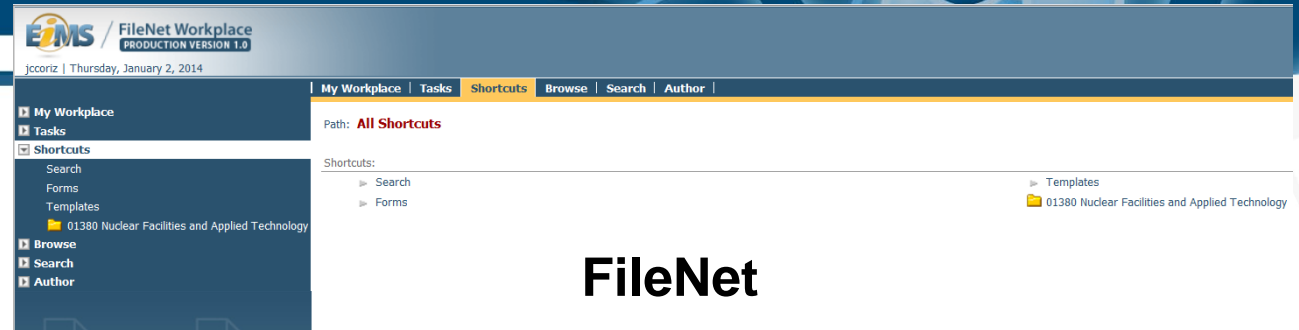 EiMS / FileNet Workplace
PRODUCTION VERSION 1.0
jccoriz | Thursday, January 2, 2014
| My Workplace | Tasks Shortcuts Browse | Search | Author |
My Workplace
Tasks
Shortcuts
Search
Forms
Templates
01380 Nuclear Facilities and Applied Technology
Browse
Search
Author
Path: All Shortcuts
Shortcuts:
Search
Templates
Forms
01380 Nuclear Facilities and Applied Technology
FileNet